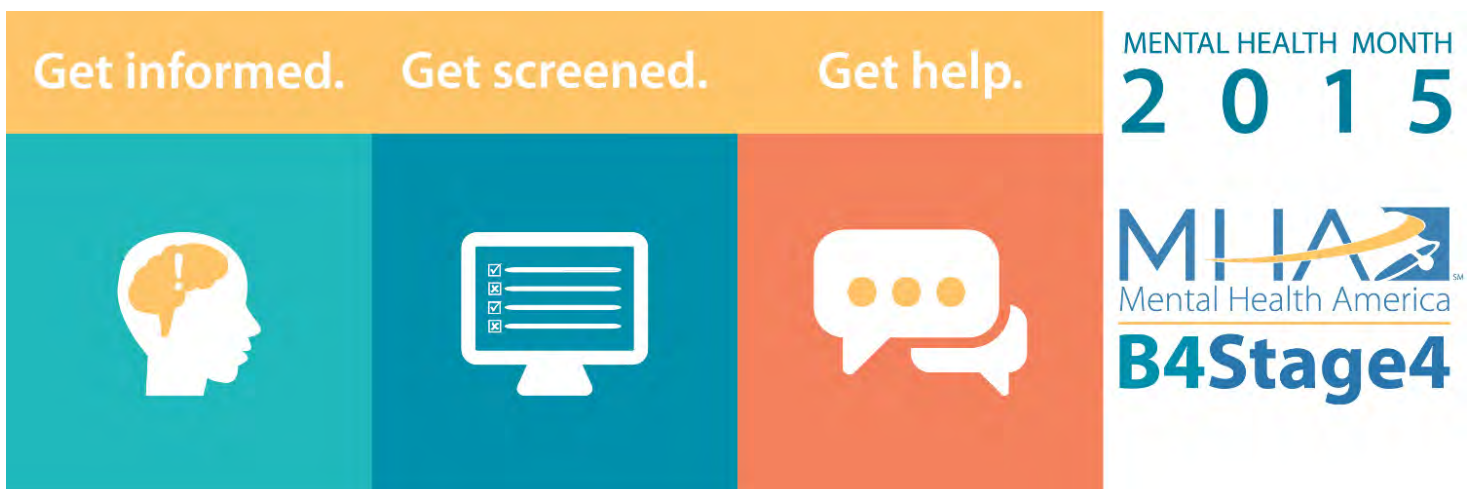 Get informed. Get screened. Get help.
MENTAL HEALTH MONTH
2 0 1 5
!
MHA SM
Mental Health America
B4Stage4